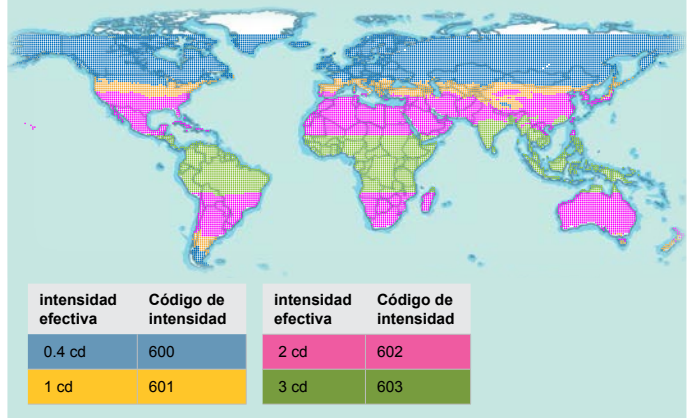 intensidad efectiva
Código de intensidad
0.4 cd 600
1 cd 601
intensidad efectiva
Código de intensidad
2 cd 602
3 cd 603